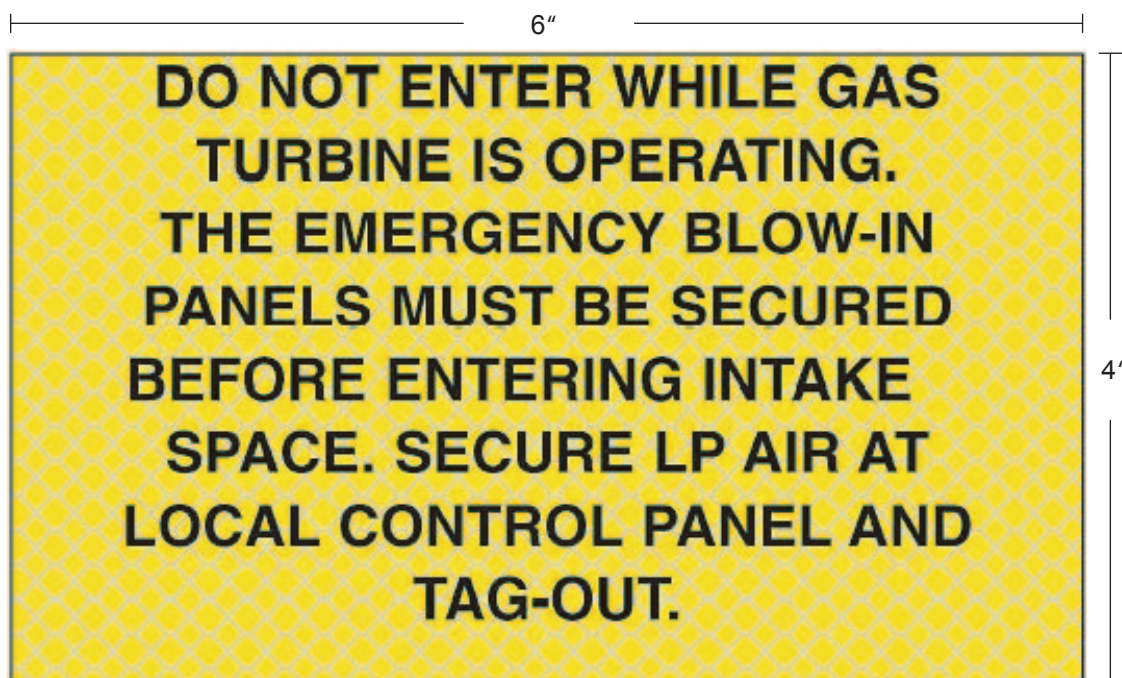 6“
DO NOT ENTER WHILE GAS
TURBINE IS OPERATING.
THE EMERGENCY BLOW-IN
PANELS MUST BE SECURED
BEFORE ENTERING INTAKE
SPACE. SECURE LP AIR AT
LOCAL CONTROL PANEL AND
TAG-OUT.
4“